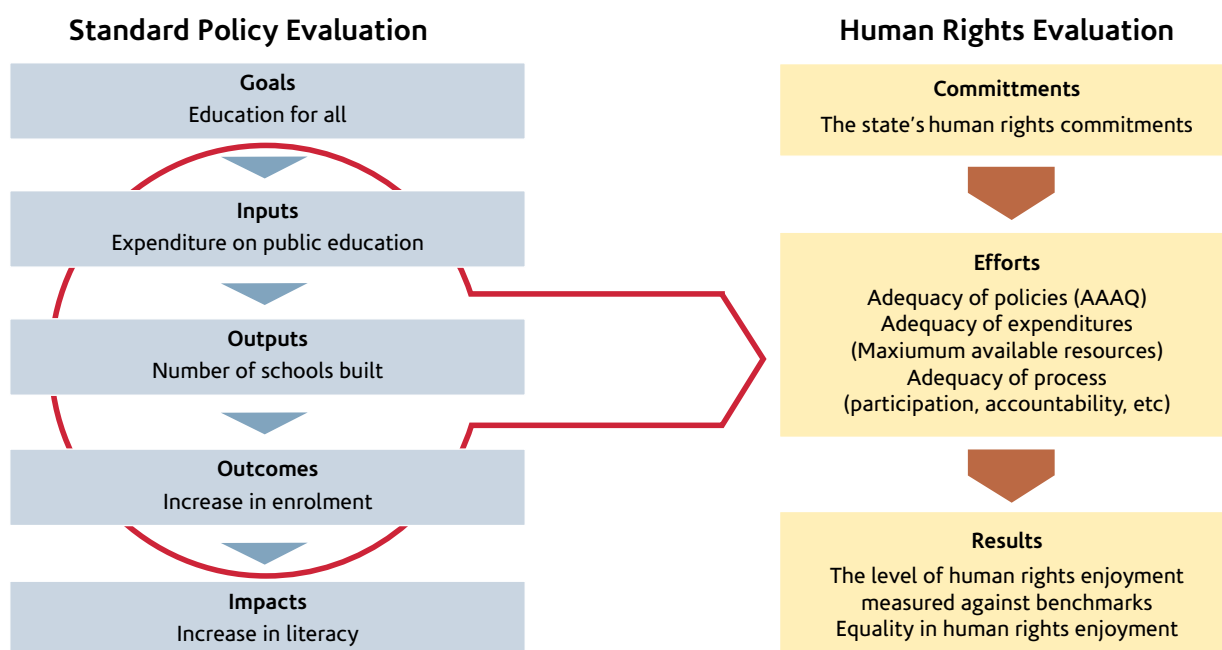 Standard Policy Evaluation
Goals
Education for all
Inputs
Expenditure on public education
Outputs
Number of schools built
Outcomes
Increase in enrolment
Impacts
Increase in literacy
Human Rights Evaluation
Committments
The state's human rights commitments
Efforts
Adequacy of policies (AAAQ)
Adequacy of expenditures
(Maxiumum available resources)
Adequacy of process
(participation, accountability, etc)
Results
The level of human rights enjoyment
measured against benchmarks
Equality in human rights enjoyment